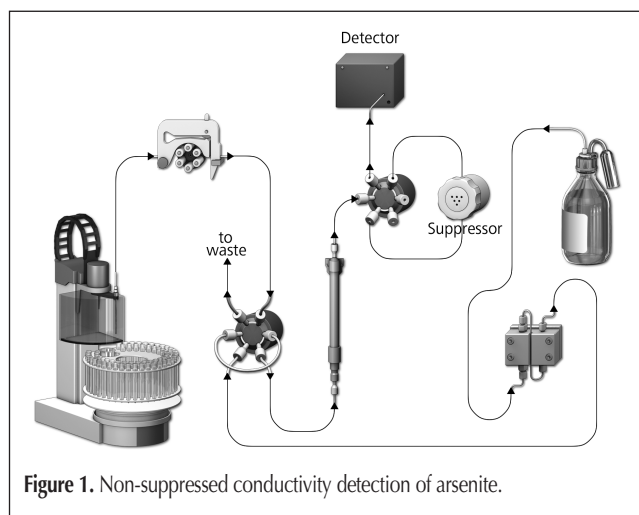 Detector
to
waste
Suppressor
Figure 1. Non-suppressed conductivity detection of arsenite.